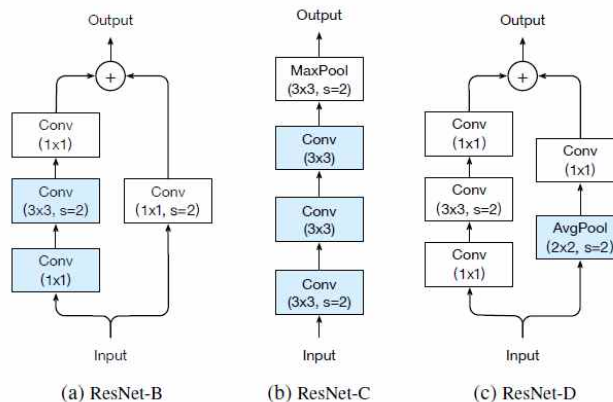 Output
+
Conv
(1x1)
Conv
(3x3, s=2)
Conv
(1x1, s=2)
Conv
(1x1)
Input
(a) ResNet-B
Output
MaxPool
(3x3, s=2)
Conv
(3x3)
Conv
(3x3)
Conv
(3x3, s=2)
Input
(b) ResNet-C
Output
+
Conv
(1x1)
Conv
(1x1)
Conv
(3x3, s=2)
AvgPool
(2x2, s=2)
Conv
(1x1)
Input
(c) ResNet-D